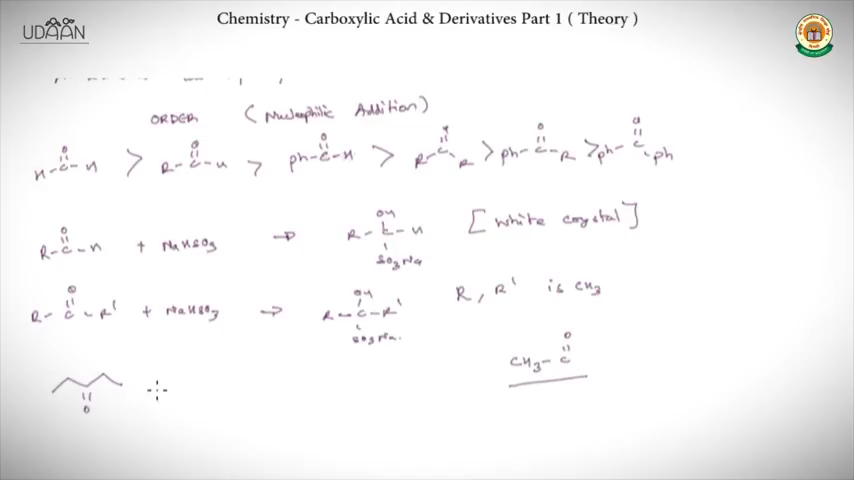 UDAAN
Chemistry - Carboxylic Acid & Derivatives Part 1 ( Theory )
ORDER (Nucleophilic Addition)
H-C(=O)-H > R-C(=O)-H > ph-C(=O)-H > R-C(=O)-R > ph-C(=O)-R > ph-C(=O)-ph
R-C(=O)-H + NaHSO3 → R-C(OH)(SO3Na)-H [white crystal]
R-C(=O)-R' + NaHSO3 → R-C(OH)(SO3Na)-R' R, R' is CH3
CH3-C(=O)
O